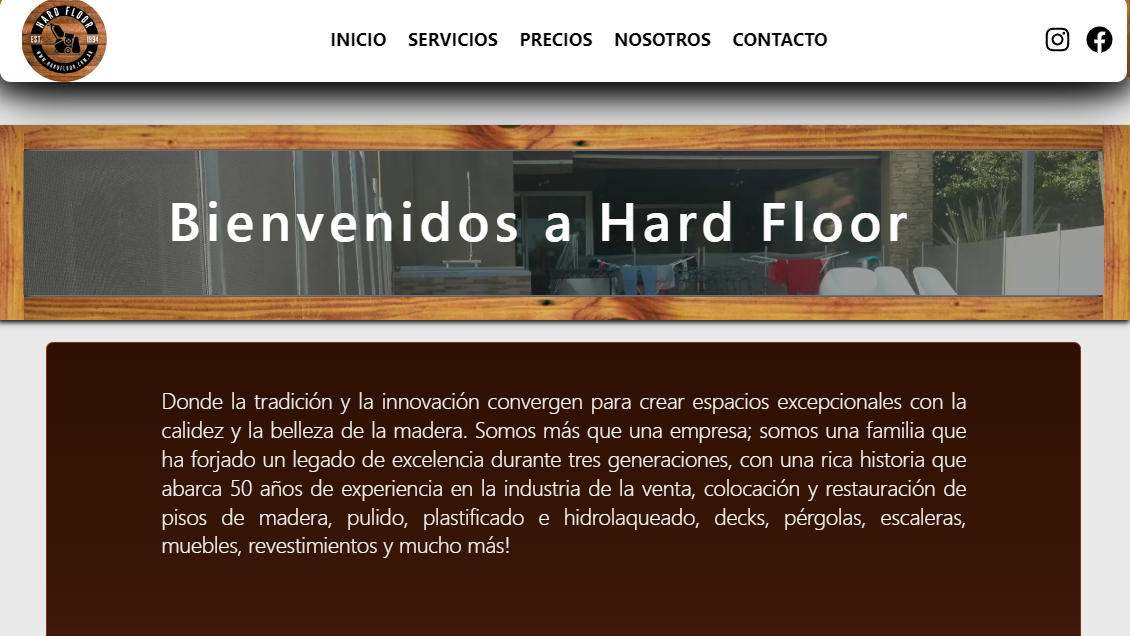 HARD FLOOR
EST. 1994
WWW.HARDFLOOR.COM.AR
INICIO SERVICIOS PRECIOS NOSOTROS CONTACTO
Bienvenidos a Hard Floor
Donde la tradición y la innovación convergen para crear espacios excepcionales con la
calidez y la belleza de la madera. Somos más que una empresa; somos una familia que
ha forjado un legado de excelencia durante tres generaciones, con una rica historia que
abarca 50 años de experiencia en la industria de la venta, colocación y restauración de
pisos de madera, pulido, plastificado e hidrolaqueado, decks, pérgolas, escaleras,
muebles, revestimientos y mucho más!